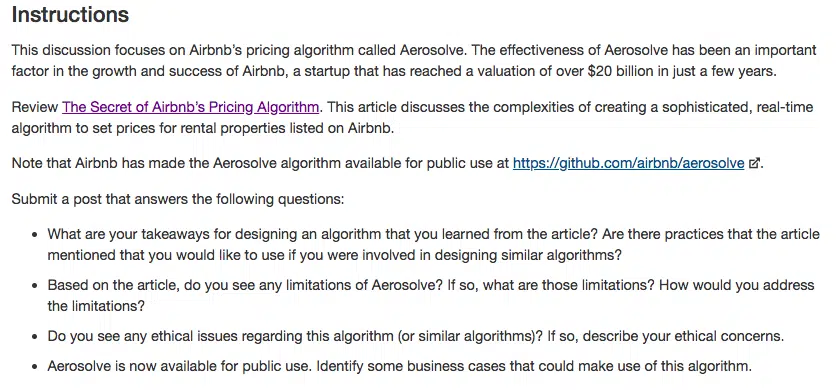 Instructions
This discussion focuses on Airbnb's pricing algorithm called Aerosolve. The effectiveness of Aerosolve has been an important
factor in the growth and success of Airbnb, a startup that has reached a valuation of over $20 billion in just a few years.
Review The Secret of Airbnb's Pricing Algorithm. This article discusses the complexities of creating a sophisticated, real-time
algorithm to set prices for rental properties listed on Airbnb.
Note that Airbnb has made the Aerosolve algorithm available for public use at https://github.com/airbnb/aerosolve.
Submit a post that answers the following questions:
• What are your takeaways for designing an algorithm that you learned from the article? Are there practices that the article
mentioned that you would like to use if you were involved in designing similar algorithms?
• Based on the article, do you see any limitations of Aerosolve? If so, what are those limitations? How would you address
the limitations?
• Do you see any ethical issues regarding this algorithm (or similar algorithms)? If so, describe your ethical concerns.
• Aerosolve is now available for public use. Identify some business cases that could make use of this algorithm.